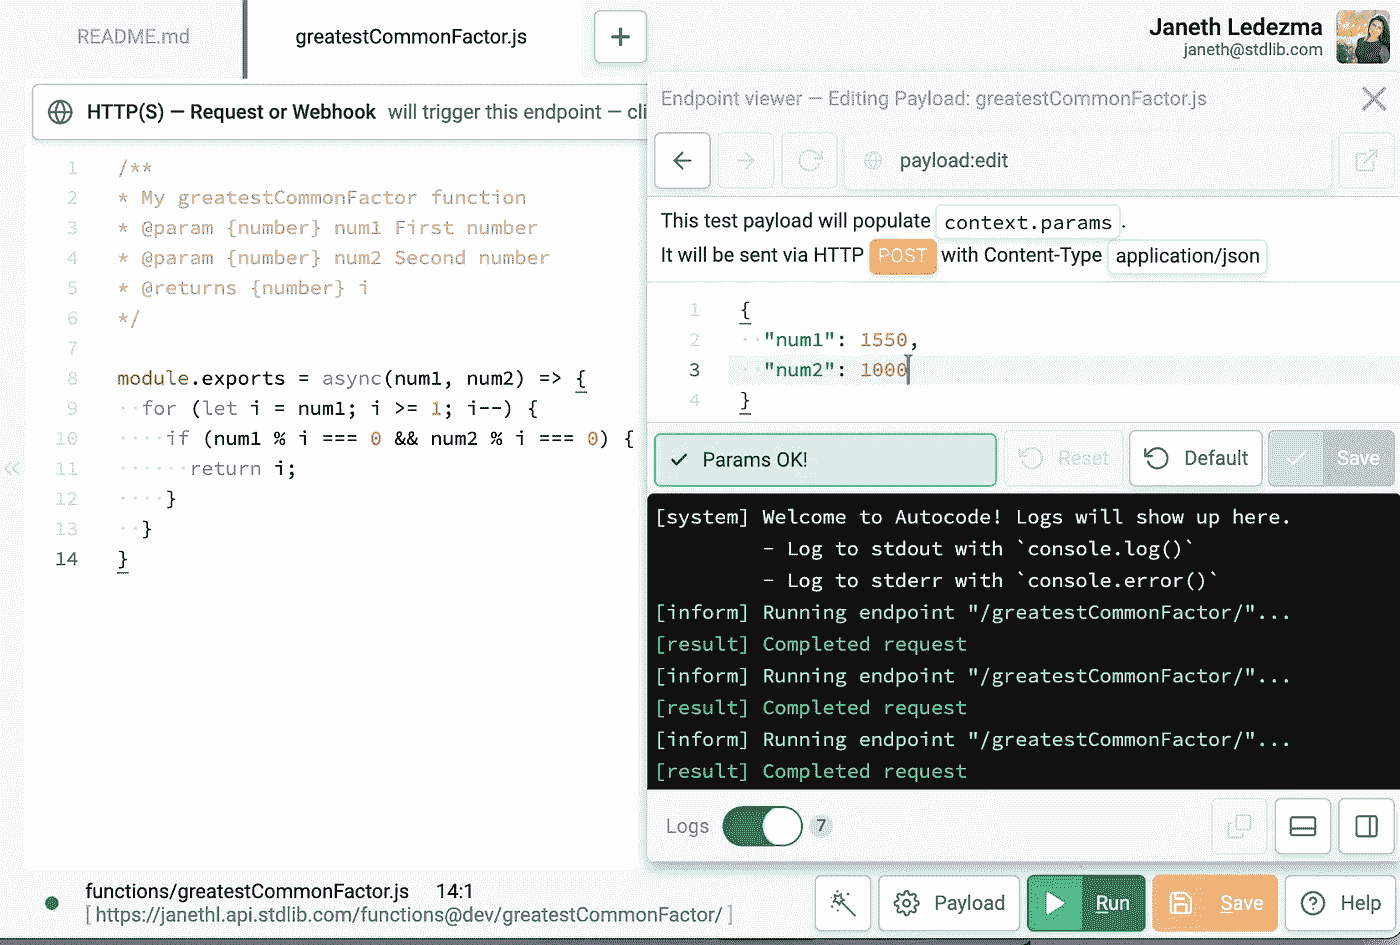 README.md
greatestCommonFactor.js
Janeth Ledezma
janeth@stdlib.com
HTTP(S) — Request or Webhook will trigger this endpoint — cli
1 /**
2 * My greatestCommonFactor function
3 * @param {number} num1 First number
4 * @param {number} num2 Second number
5 * @returns {number} i
6 */
7
8 module.exports = async(num1, num2) => {
9 ··for (let i = num1; i >= 1; i--) {
10 ····if (num1 % i === 0 && num2 % i === 0) {
11 ······return i;
12 ····}
13 ··}
14 }
Endpoint viewer — Editing Payload: greatestCommonFactor.js
payload:edit
This test payload will populate context.params .
It will be sent via HTTP POST with Content-Type application/json
1 {
2 ··"num1": 1550,
3 ··"num2": 1000
4 }
Params OK!
Reset
Default
Save
[system] Welcome to Autocode! Logs will show up here.
- Log to stdout with `console.log()`
- Log to stderr with `console.error()`
[inform] Running endpoint "/greatestCommonFactor/"...
[result] Completed request
[inform] Running endpoint "/greatestCommonFactor/"...
[result] Completed request
[inform] Running endpoint "/greatestCommonFactor/"...
[result] Completed request
Logs 7
functions/greatestCommonFactor.js 14:1
[ https://janethl.api.stdlib.com/functions@dev/greatestCommonFactor/ ]
Payload
Run
Save
Help